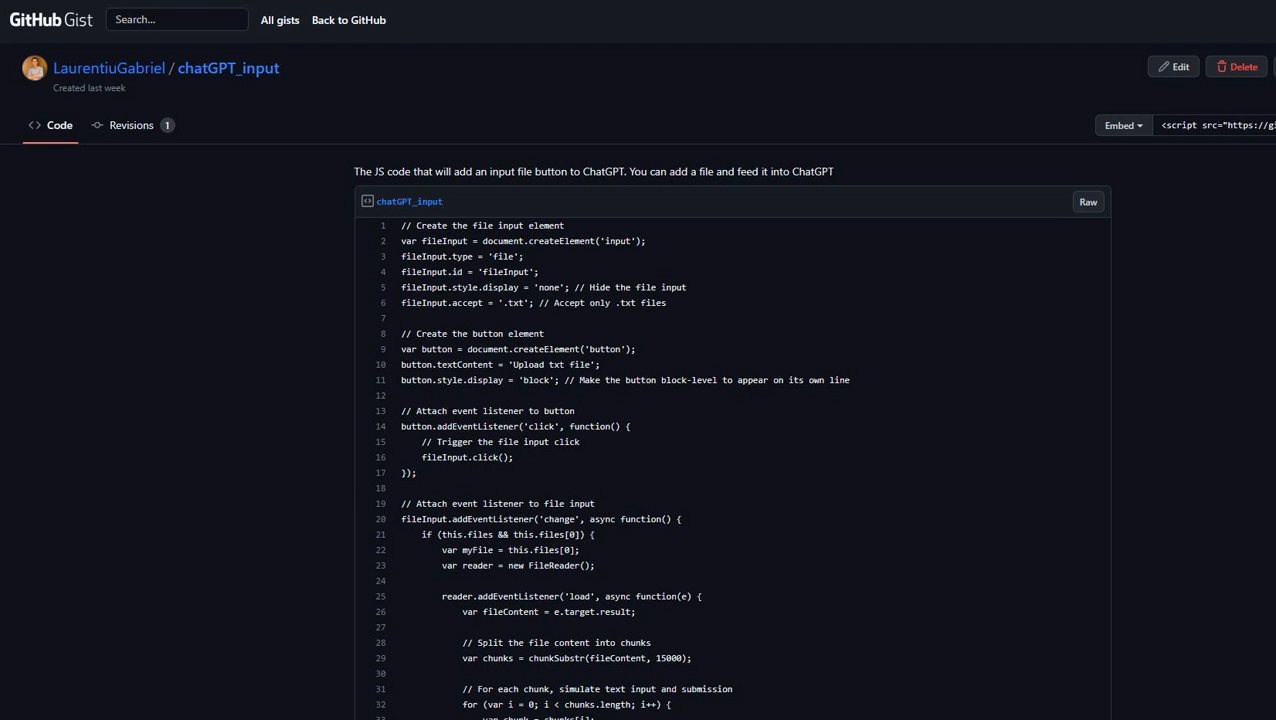 GitHub Gist Search... All gists Back to GitHub
LaurentiuGabriel / chatGPT_input Edit Delete
Created last week
Code Revisions 1 Embed <script src="https://gi
The JS code that will add an input file button to ChatGPT. You can add a file and feed it into ChatGPT
chatGPT_input Raw
1 // Create the file input element
2 var fileInput = document.createElement('input');
3 fileInput.type = 'file';
4 fileInput.id = 'fileInput';
5 fileInput.style.display = 'none'; // Hide the file input
6 fileInput.accept = '.txt'; // Accept only .txt files
7
8 // Create the button element
9 var button = document.createElement('button');
10 button.textContent = 'Upload txt file';
11 button.style.display = 'block'; // Make the button block-level to appear on its own line
12
13 // Attach event listener to button
14 button.addEventListener('click', function() {
15 // Trigger the file input click
16 fileInput.click();
17 });
18
19 // Attach event listener to file input
20 fileInput.addEventListener('change', async function() {
21 if (this.files && this.files[0]) {
22 var myFile = this.files[0];
23 var reader = new FileReader();
24
25 reader.addEventListener('load', async function(e) {
26 var fileContent = e.target.result;
27
28 // Split the file content into chunks
29 var chunks = chunkSubstr(fileContent, 15000);
30
31 // For each chunk, simulate text input and submission
32 for (var i = 0; i < chunks.length; i++) {
33 var chunk = chunks[i];